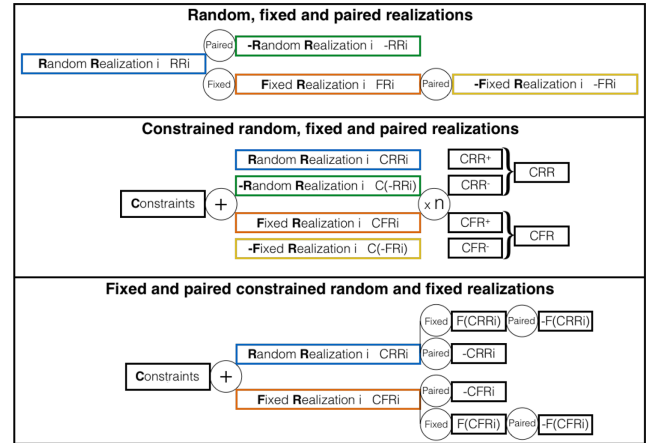 Random, fixed and paired realizations
Paired
-Random Realization i -RRi
Random Realization i RRi
Fixed
Fixed Realization i FRi
Paired
-Fixed Realization i -FRi
Constrained random, fixed and paired realizations
Random Realization i CRRi
CRR+
-Random Realization i C(-RRi)
CRR-
CRR
Constraints
+
x n
Fixed Realization i CFRi
CFR+
-Fixed Realization i C(-FRi)
CFR-
CFR
Fixed and paired constrained random and fixed realizations
Fixed
F(CRRi)
Paired
-F(CRRi)
Random Realization i CRRi
Paired
-CRRi
Constraints
+
Fixed Realization i CFRi
Paired
-CFRi
Fixed
F(CFRi)
Paired
-F(CFRi)